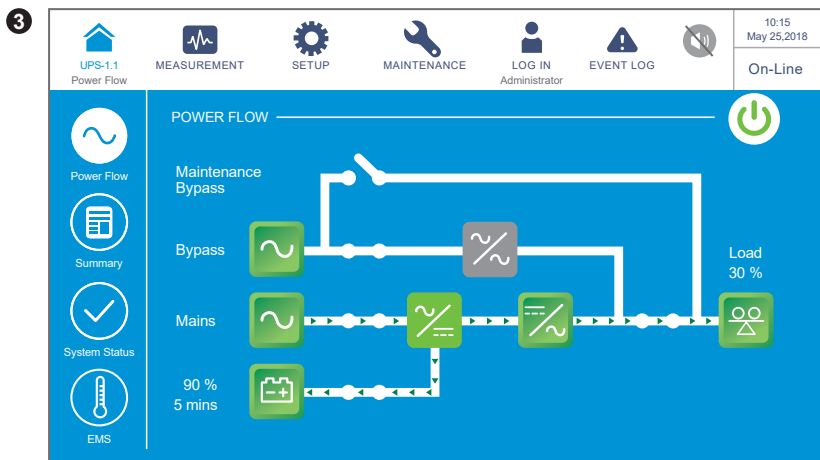 3
10:15
May 25,2018
On-Line
UPS-1.1
Power Flow
MEASUREMENT
SETUP
MAINTENANCE
LOG IN
Administrator
EVENT LOG
POWER FLOW
Power Flow
Summary
System Status
EMS
Maintenance
Bypass
Bypass
Mains
90 %
5 mins
Load
30 %